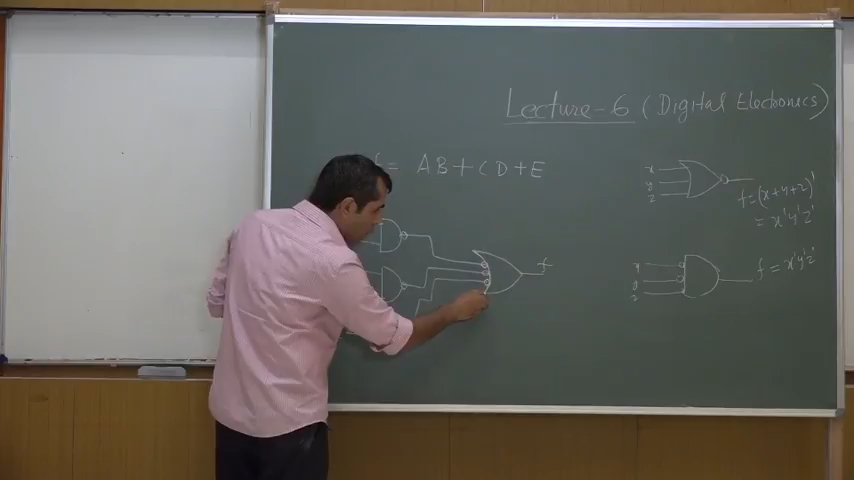 Lecture-6 (Digital Electronics)
f = AB+CD+E
x
y
z
f=(x+y+z)'
= x'y'z'
f
x
y
z
f = x'y'z'